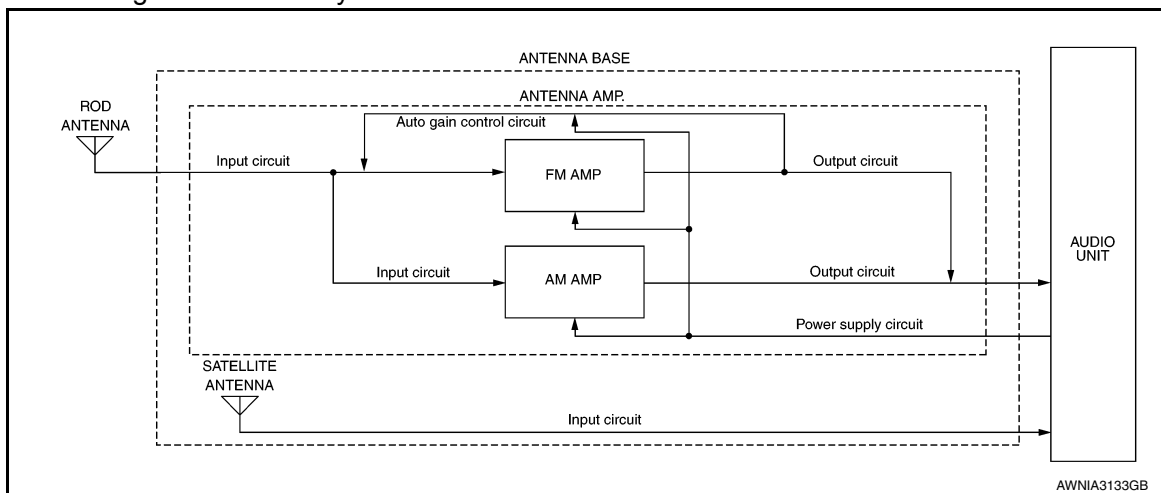 ANTENNA BASE
ANTENNA AMP.
ROD
ANTENNA
Auto gain control circuit
Input circuit
FM AMP
Output circuit
AUDIO
UNIT
Input circuit
AM AMP
Output circuit
Power supply circuit
SATELLITE
ANTENNA
Input circuit
AWNIA3133GB